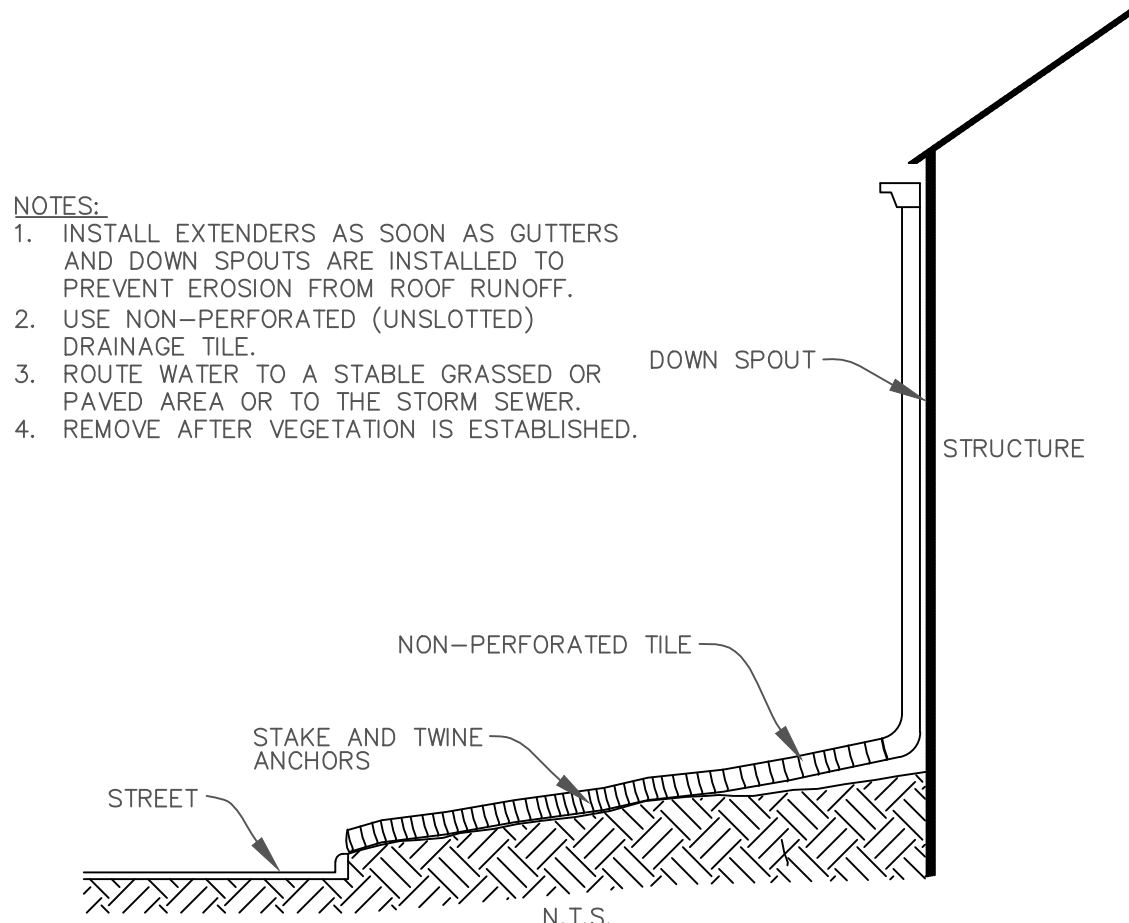 NOTES:
1. INSTALL EXTENDERS AS SOON AS GUTTERS
AND DOWN SPOUTS ARE INSTALLED TO
PREVENT EROSION FROM ROOF RUNOFF.
2. USE NON–PERFORATED (UNSLOTTED)
DRAINAGE TILE.
3. ROUTE WATER TO A STABLE GRASSED OR
PAVED AREA OR TO THE STORM SEWER.
4. REMOVE AFTER VEGETATION IS ESTABLISHED.
DOWN SPOUT
STRUCTURE
NON–PERFORATED TILE
STAKE AND TWINE
ANCHORS
STREET
N.T.S.